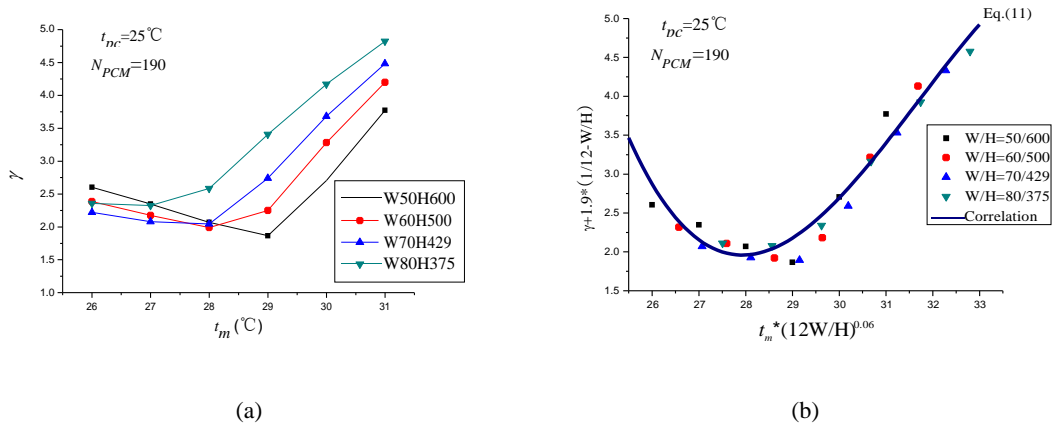 t_pc=25℃
N_PCM=190
5.0
4.5
4.0
3.5
3.0
2.5
2.0
1.5
1.0
γ
26 27 28 29 30 31
t_m(℃)
W50H600
W60H500
W70H429
W80H375
(a)
Eq.(11)
t_pc=25℃
N_PCM=190
5.0
4.5
4.0
3.5
3.0
2.5
2.0
1.5
γ+1.9*(1/12-W/H)
26 27 28 29 30 31 32 33
t_m*(12W/H)^0.06
W/H=50/600
W/H=60/500
W/H=70/429
W/H=80/375
Correlation
(b)